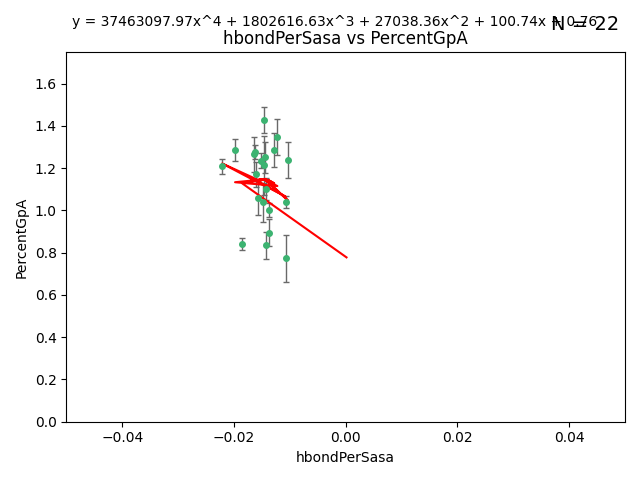 y = 37463097.97x^4 + 1802616.63x^3 + 27038.36x^2 + 100.74x + 0.76
N = 22
hbondPerSasa vs PercentGpA
1.6
1.4
1.2
1.0
0.8
0.6
0.4
0.2
0.0
PercentGpA
−0.04 −0.02 0.00 0.02 0.04
hbondPerSasa